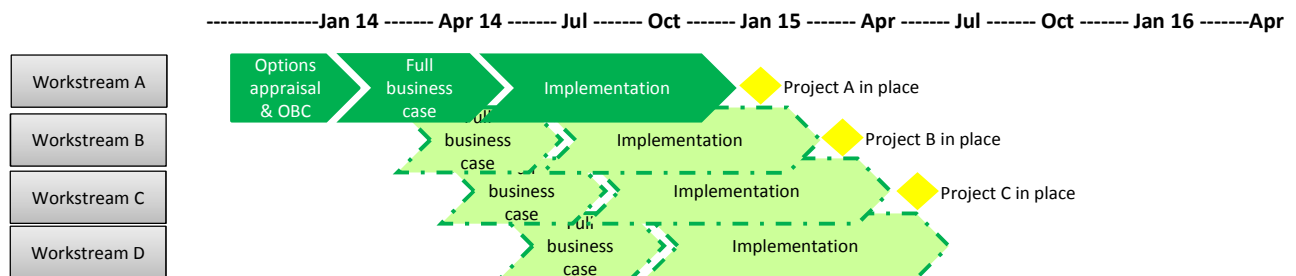 ----------------Jan 14 ------- Apr 14 ------- Jul ------- Oct ------- Jan 15 ------- Apr ------- Jul ------- Oct ------- Jan 16 -------Apr
Workstream A
Options
appraisal
& OBC
Full
business
case
Implementation
Project A in place
Workstream B
Full
business
case
Implementation
Project B in place
Workstream C
business
case
Implementation
Project C in place
Workstream D
Full
business
case
Implementation